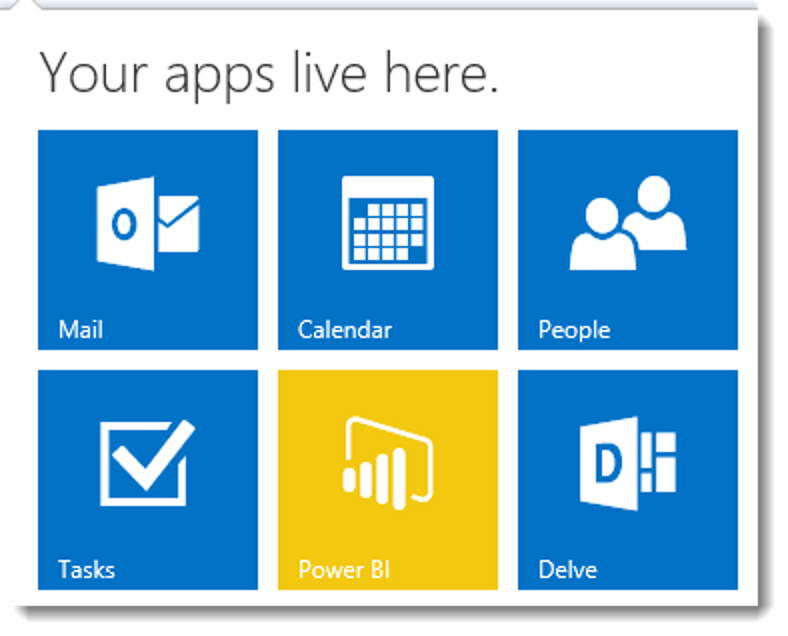 Your apps live here.
Mail
Calendar
People
Tasks
Power BI
Delve